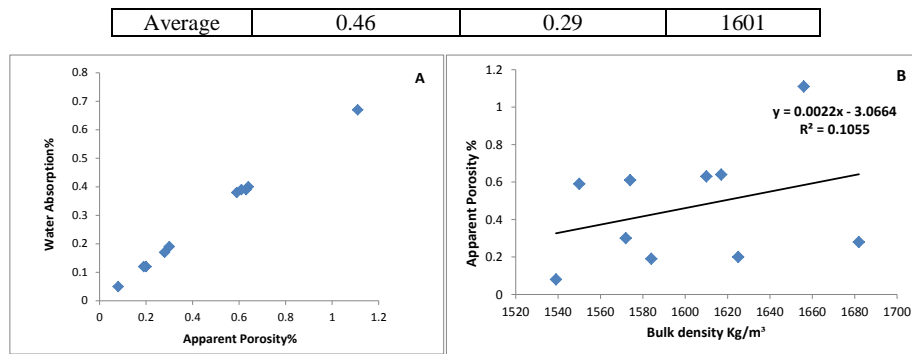 Average 0.46 0.29 1601
A
0.8
0.7
0.6
0.5
0.4
0.3
0.2
0.1
0
0 0.2 0.4 0.6 0.8 1 1.2
Water Absorption%
Apparent Porosity%
B
1.2
1
0.8
0.6
0.4
0.2
0
y = 0.0022x - 3.0664
R² = 0.1055
1520 1540 1560 1580 1600 1620 1640 1660 1680 1700
Apparent Porosity %
Bulk density Kg/m³